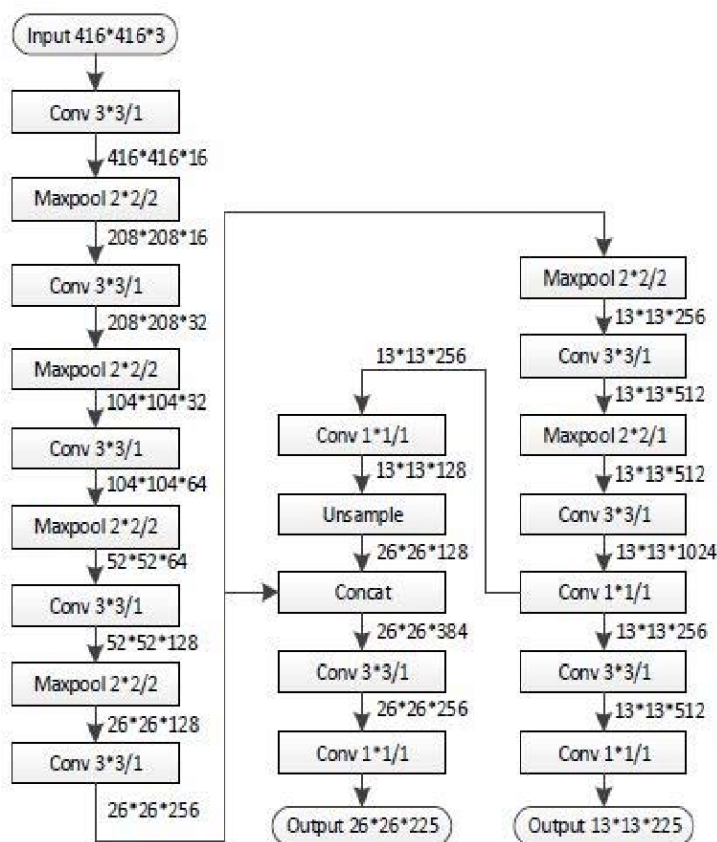 Input 416*416*3
Conv 3*3/1
416*416*16
Maxpool 2*2/2
208*208*16
Conv 3*3/1
208*208*32
Maxpool 2*2/2
104*104*32
Conv 3*3/1
104*104*64
Maxpool 2*2/2
52*52*64
Conv 3*3/1
52*52*128
Maxpool 2*2/2
26*26*128
Conv 3*3/1
26*26*256
13*13*256
Conv 1*1/1
13*13*128
Unsample
26*26*128
Concat
26*26*384
Conv 3*3/1
26*26*256
Conv 1*1/1
Output 26*26*225
Maxpool 2*2/2
13*13*256
Conv 3*3/1
13*13*512
Maxpool 2*2/1
13*13*512
Conv 3*3/1
13*13*1024
Conv 1*1/1
13*13*256
Conv 3*3/1
13*13*512
Conv 1*1/1
Output 13*13*225